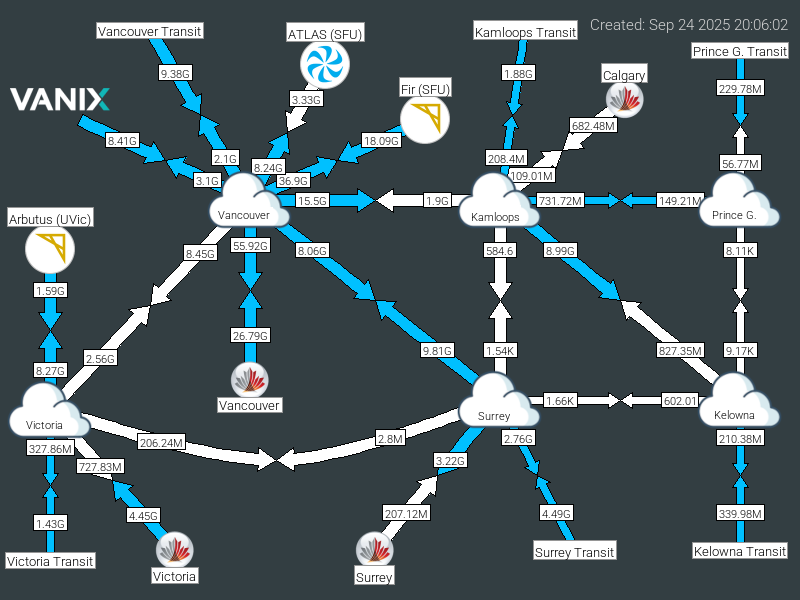 Created: Sep 24 2025 20:06:02
Vancouver Transit
ATLAS (SFU)
Kamloops Transit
Prince G. Transit
9.38G
1.88G
Calgary
229.78M
Fir (SFU)
VANIX
3.33G
682.48M
8.41G
18.09G
2.1G
208.4M
56.77M
8.24G
109.01M
3.1G
36.9G
15.5G
1.9G
731.72M
149.21M
Vancouver
Kamloops
Prince G.
Arbutus (UVic)
8.45G
55.92G
8.06G
584.6
8.99G
8.11K
1.59G
26.79G
2.56G
9.81G
1.54K
827.35M
9.17K
8.27G
Vancouver
1.66K
602.01
Victoria
Surrey
Kelowna
327.86M
206.24M
2.8M
2.76G
210.38M
727.83M
3.22G
1.43G
4.45G
207.12M
4.49G
339.98M
Victoria Transit
Victoria
Surrey
Surrey Transit
Kelowna Transit